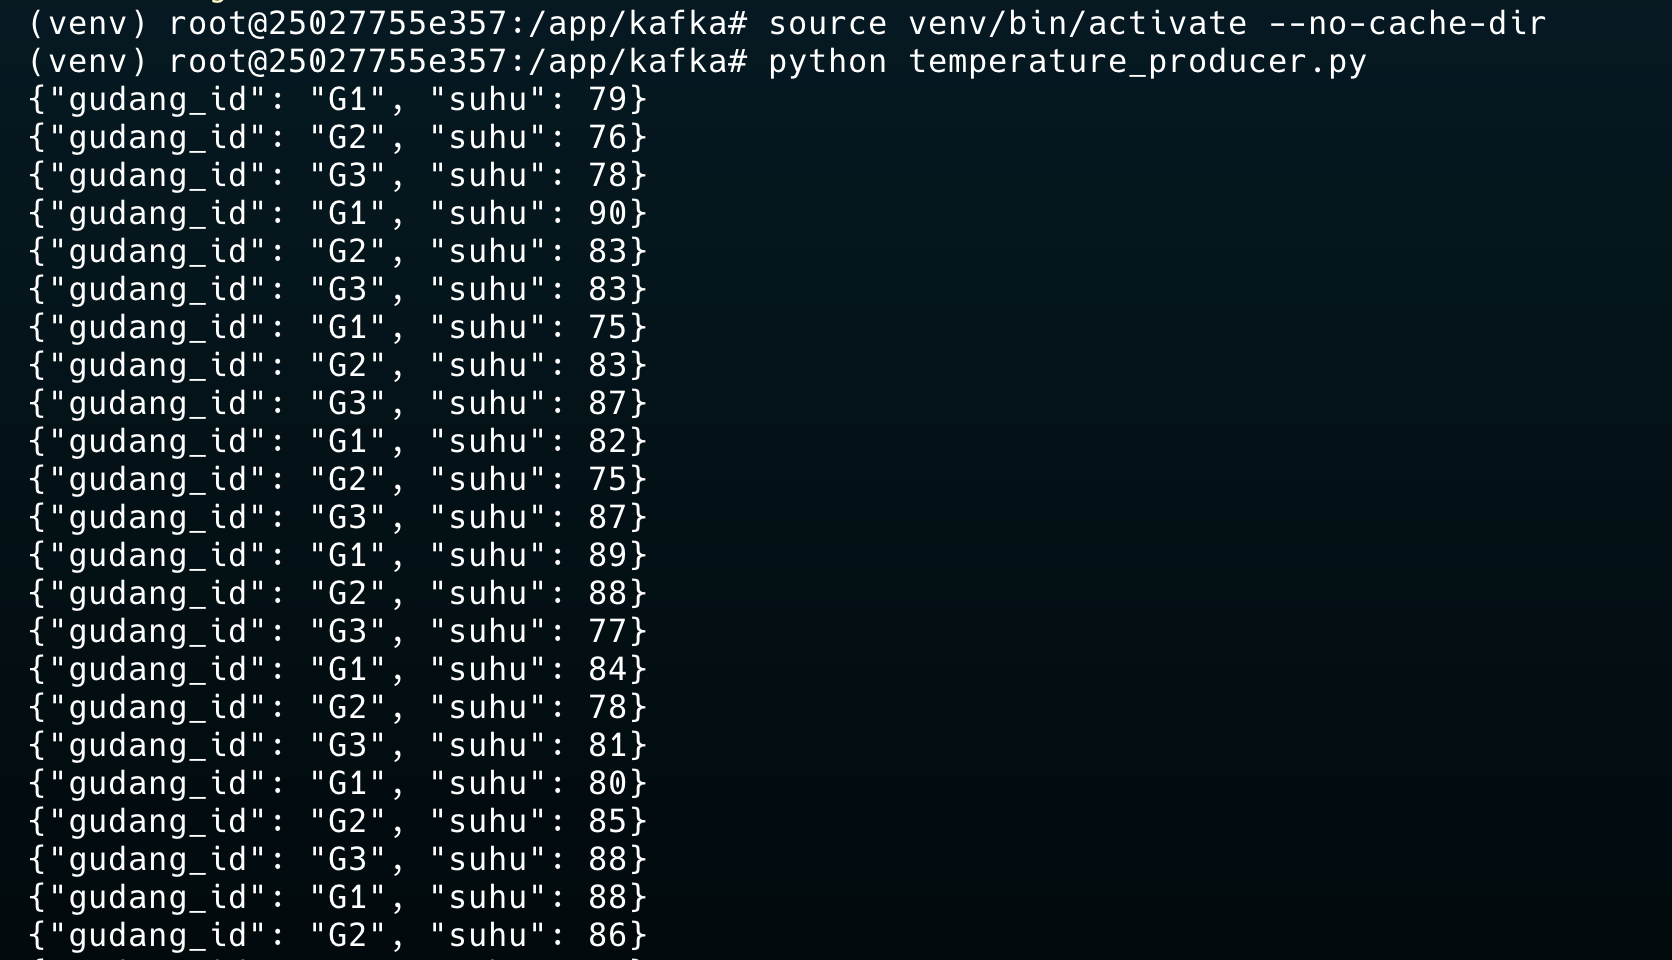 (venv) root@25027755e357:/app/kafka# source venv/bin/activate --no-cache-dir
(venv) root@25027755e357:/app/kafka# python temperature_producer.py
{"gudang_id": "G1", "suhu": 79}
{"gudang_id": "G2", "suhu": 76}
{"gudang_id": "G3", "suhu": 78}
{"gudang_id": "G1", "suhu": 90}
{"gudang_id": "G2", "suhu": 83}
{"gudang_id": "G3", "suhu": 83}
{"gudang_id": "G1", "suhu": 75}
{"gudang_id": "G2", "suhu": 83}
{"gudang_id": "G3", "suhu": 87}
{"gudang_id": "G1", "suhu": 82}
{"gudang_id": "G2", "suhu": 75}
{"gudang_id": "G3", "suhu": 87}
{"gudang_id": "G1", "suhu": 89}
{"gudang_id": "G2", "suhu": 88}
{"gudang_id": "G3", "suhu": 77}
{"gudang_id": "G1", "suhu": 84}
{"gudang_id": "G2", "suhu": 78}
{"gudang_id": "G3", "suhu": 81}
{"gudang_id": "G1", "suhu": 80}
{"gudang_id": "G2", "suhu": 85}
{"gudang_id": "G3", "suhu": 88}
{"gudang_id": "G1", "suhu": 88}
{"gudang_id": "G2", "suhu": 86}